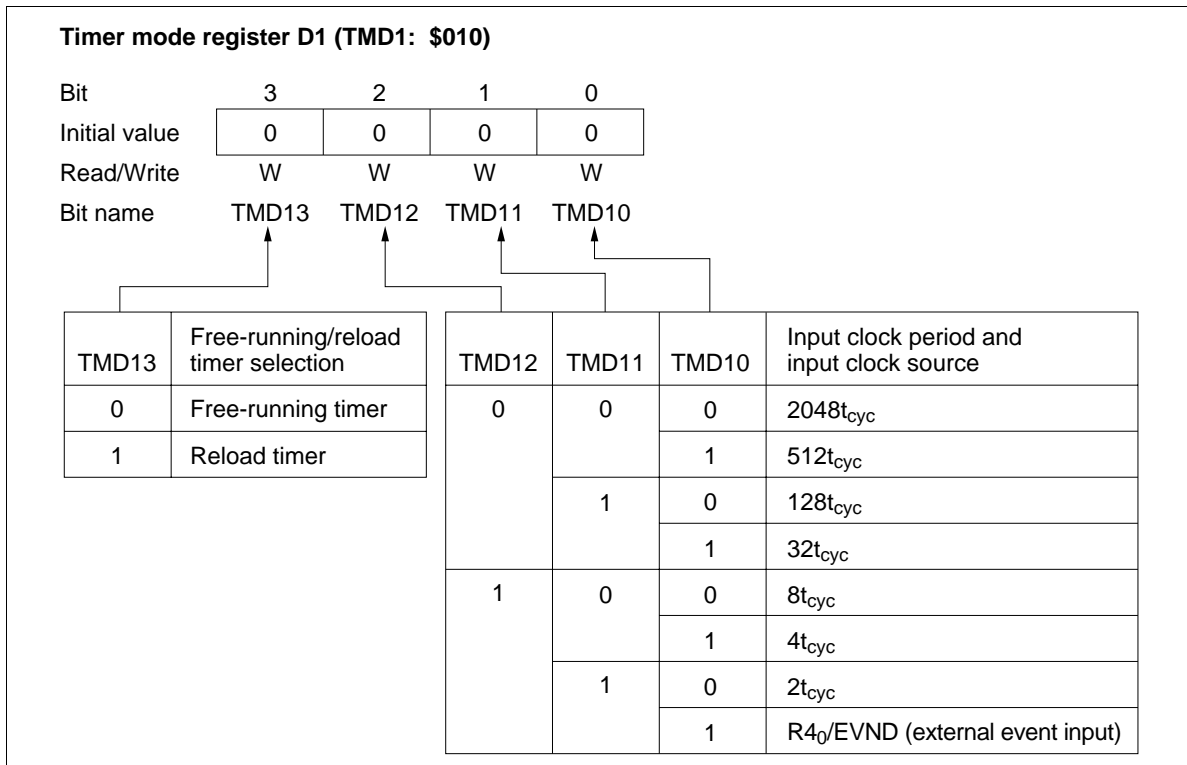 Timer mode register D1 (TMD1: $010)
Bit 3 2 1 0
Initial value 0 0 0 0
Read/Write W W W W
Bit name TMD13 TMD12 TMD11 TMD10
TMD13 Free-running/reload timer selection
0 Free-running timer
1 Reload timer
TMD12 TMD11 TMD10 Input clock period and input clock source
0 0 0 2048tcyc
1 512tcyc
1 0 128tcyc
1 32tcyc
1 0 0 8tcyc
1 4tcyc
1 0 2tcyc
1 R40/EVND (external event input)